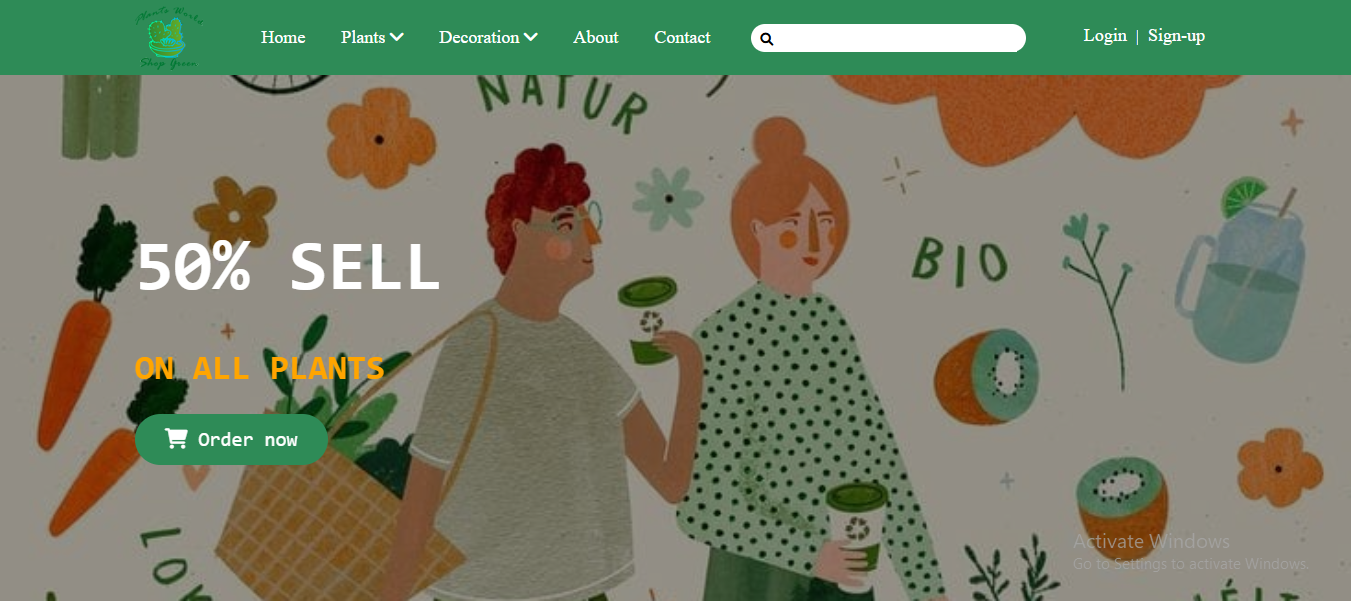 Plants World
Shop Green
Home
Plants
Decoration
About
Contact
Login | Sign-up
NATUR
BIO
50% SELL
ON ALL PLANTS
Order now
LOW
Activate Windows
Go to Settings to activate Windows.